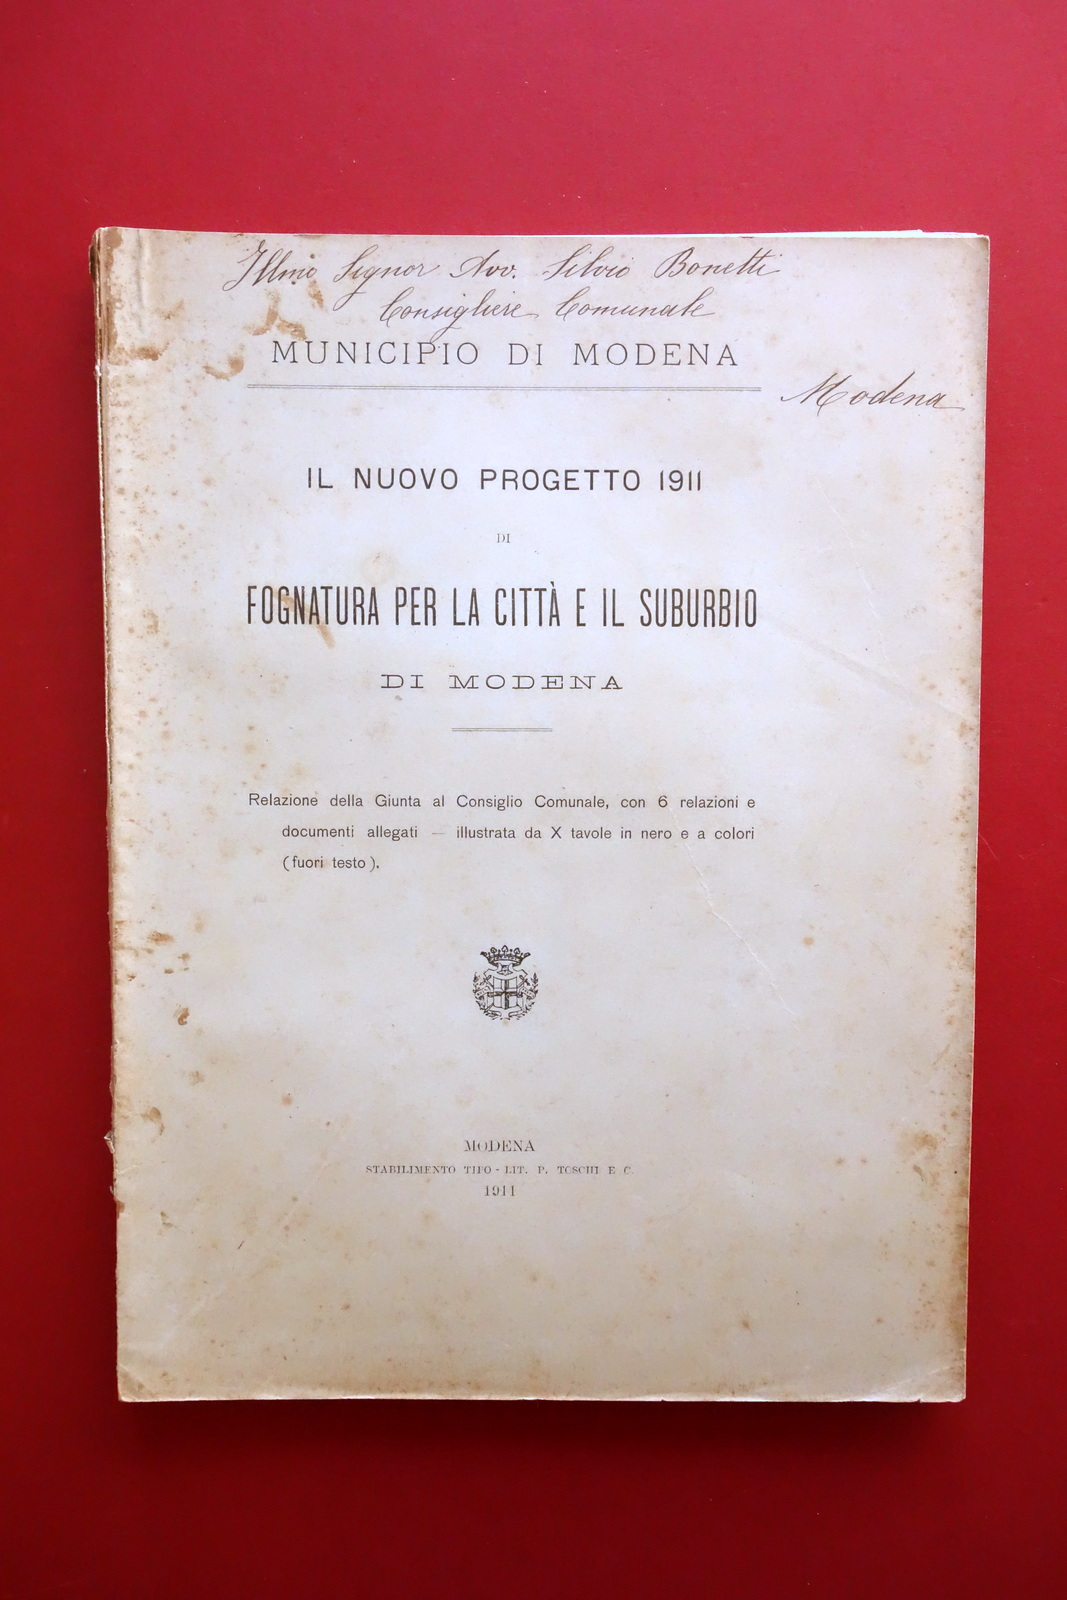 Illmo Signor Avv. Silvio Bonetti
Consigliere Comunale
MUNICIPIO DI MODENA
Modena
IL NUOVO PROGETTO 1911
DI
FOGNATURA PER LA CITTÀ E IL SUBURBIO
DI MODENA
Relazione della Giunta al Consiglio Comunale, con 6 relazioni e
documenti allegati — illustrata da X tavole in nero e a colori
(fuori testo).
MODENA
STABILIMENTO TIPO-LIT. P. TOSCHI E C.
1911